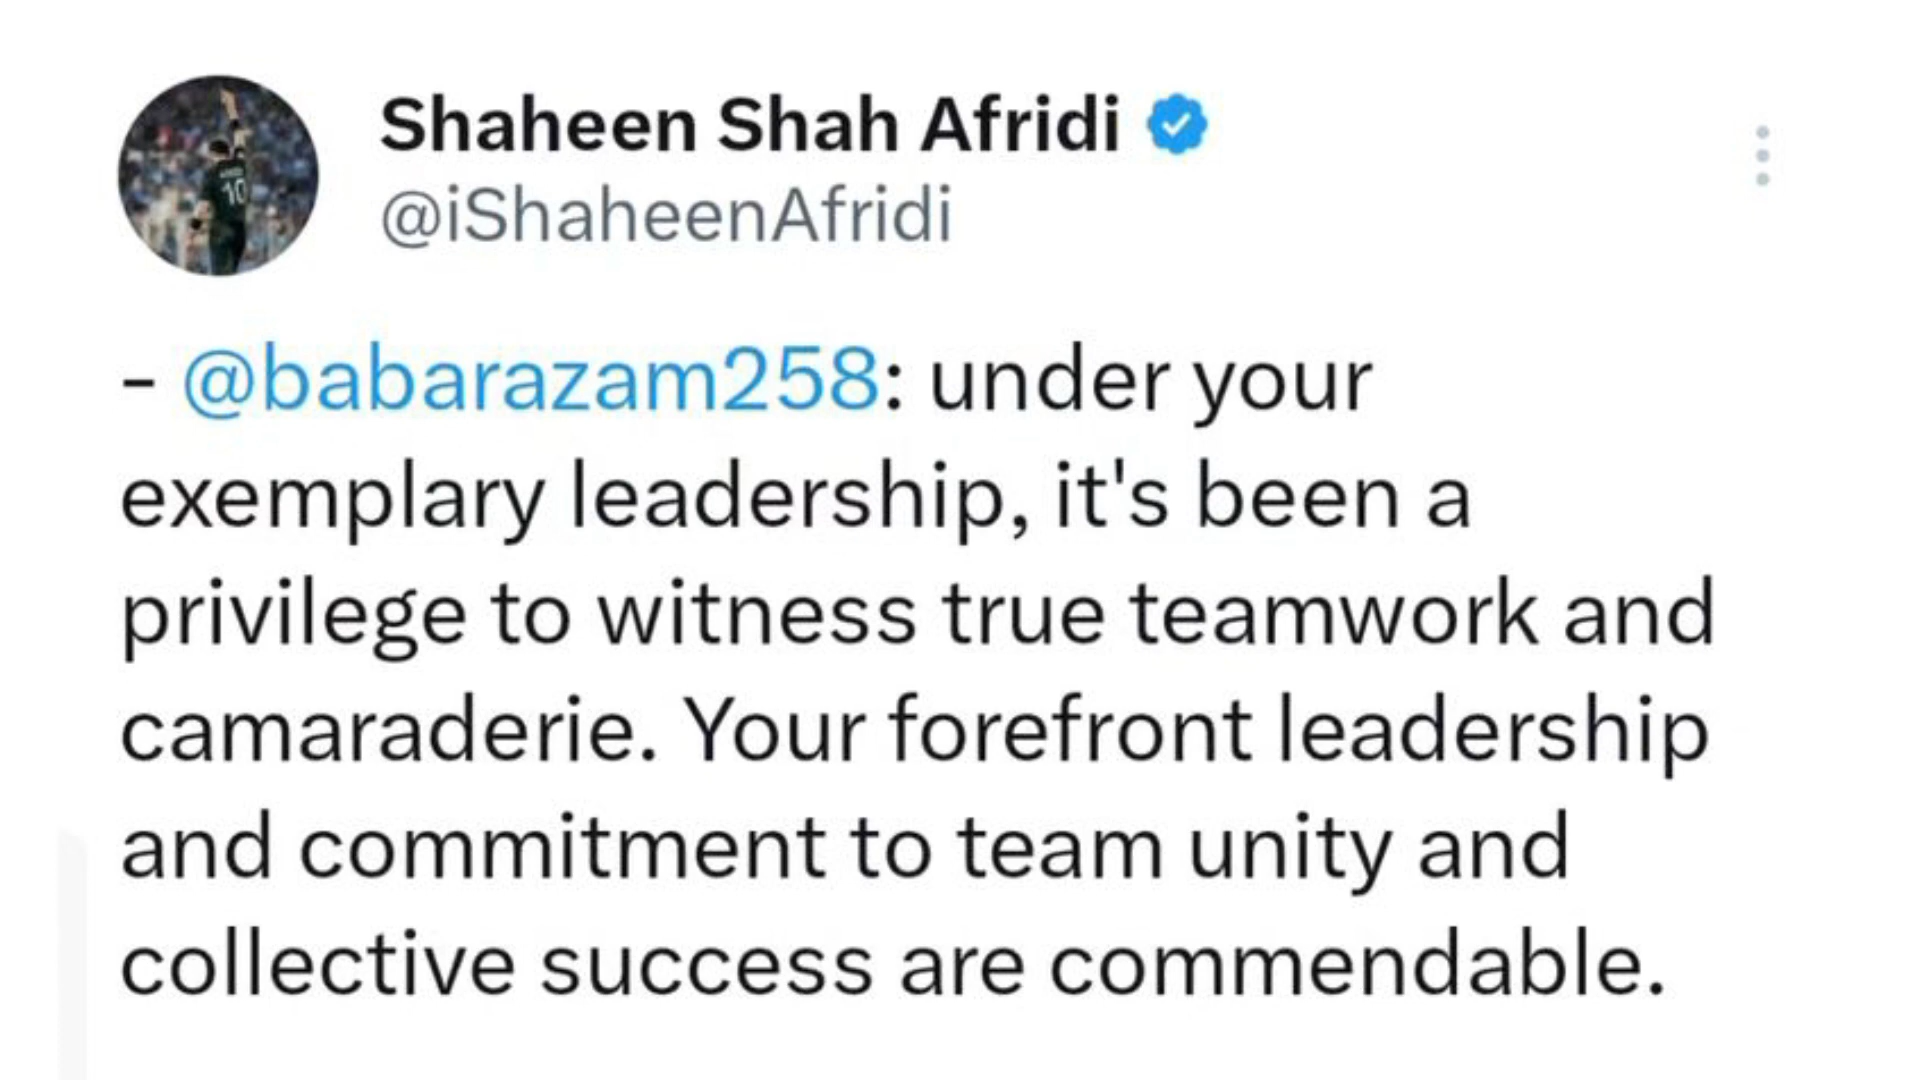 Shaheen Shah Afridi
@iShaheenAfridi
10
- @babarazam258: under your
exemplary leadership, it's been a
privilege to witness true teamwork and
camaraderie. Your forefront leadership
and commitment to team unity and
collective success are commendable.